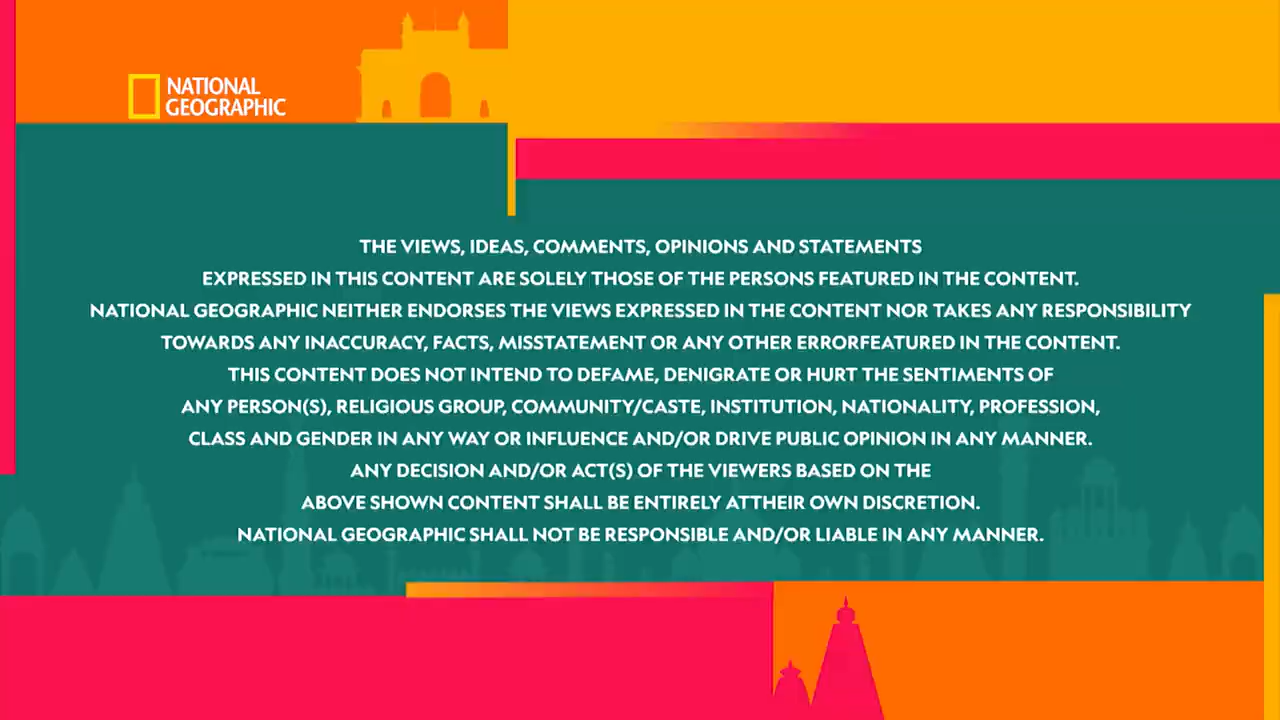 NATIONAL
GEOGRAPHIC
THE VIEWS, IDEAS, COMMENTS, OPINIONS AND STATEMENTS
EXPRESSED IN THIS CONTENT ARE SOLELY THOSE OF THE PERSONS FEATURED IN THE CONTENT.
NATIONAL GEOGRAPHIC NEITHER ENDORSES THE VIEWS EXPRESSED IN THE CONTENT NOR TAKES ANY RESPONSIBILITY
TOWARDS ANY INACCURACY, FACTS, MISSTATEMENT OR ANY OTHER ERRORFEATURED IN THE CONTENT.
THIS CONTENT DOES NOT INTEND TO DEFAME, DENIGRATE OR HURT THE SENTIMENTS OF
ANY PERSON(S), RELIGIOUS GROUP, COMMUNITY/CASTE, INSTITUTION, NATIONALITY, PROFESSION,
CLASS AND GENDER IN ANY WAY OR INFLUENCE AND/OR DRIVE PUBLIC OPINION IN ANY MANNER.
ANY DECISION AND/OR ACT(S) OF THE VIEWERS BASED ON THE
ABOVE SHOWN CONTENT SHALL BE ENTIRELY ATTHEIR OWN DISCRETION.
NATIONAL GEOGRAPHIC SHALL NOT BE RESPONSIBLE AND/OR LIABLE IN ANY MANNER.